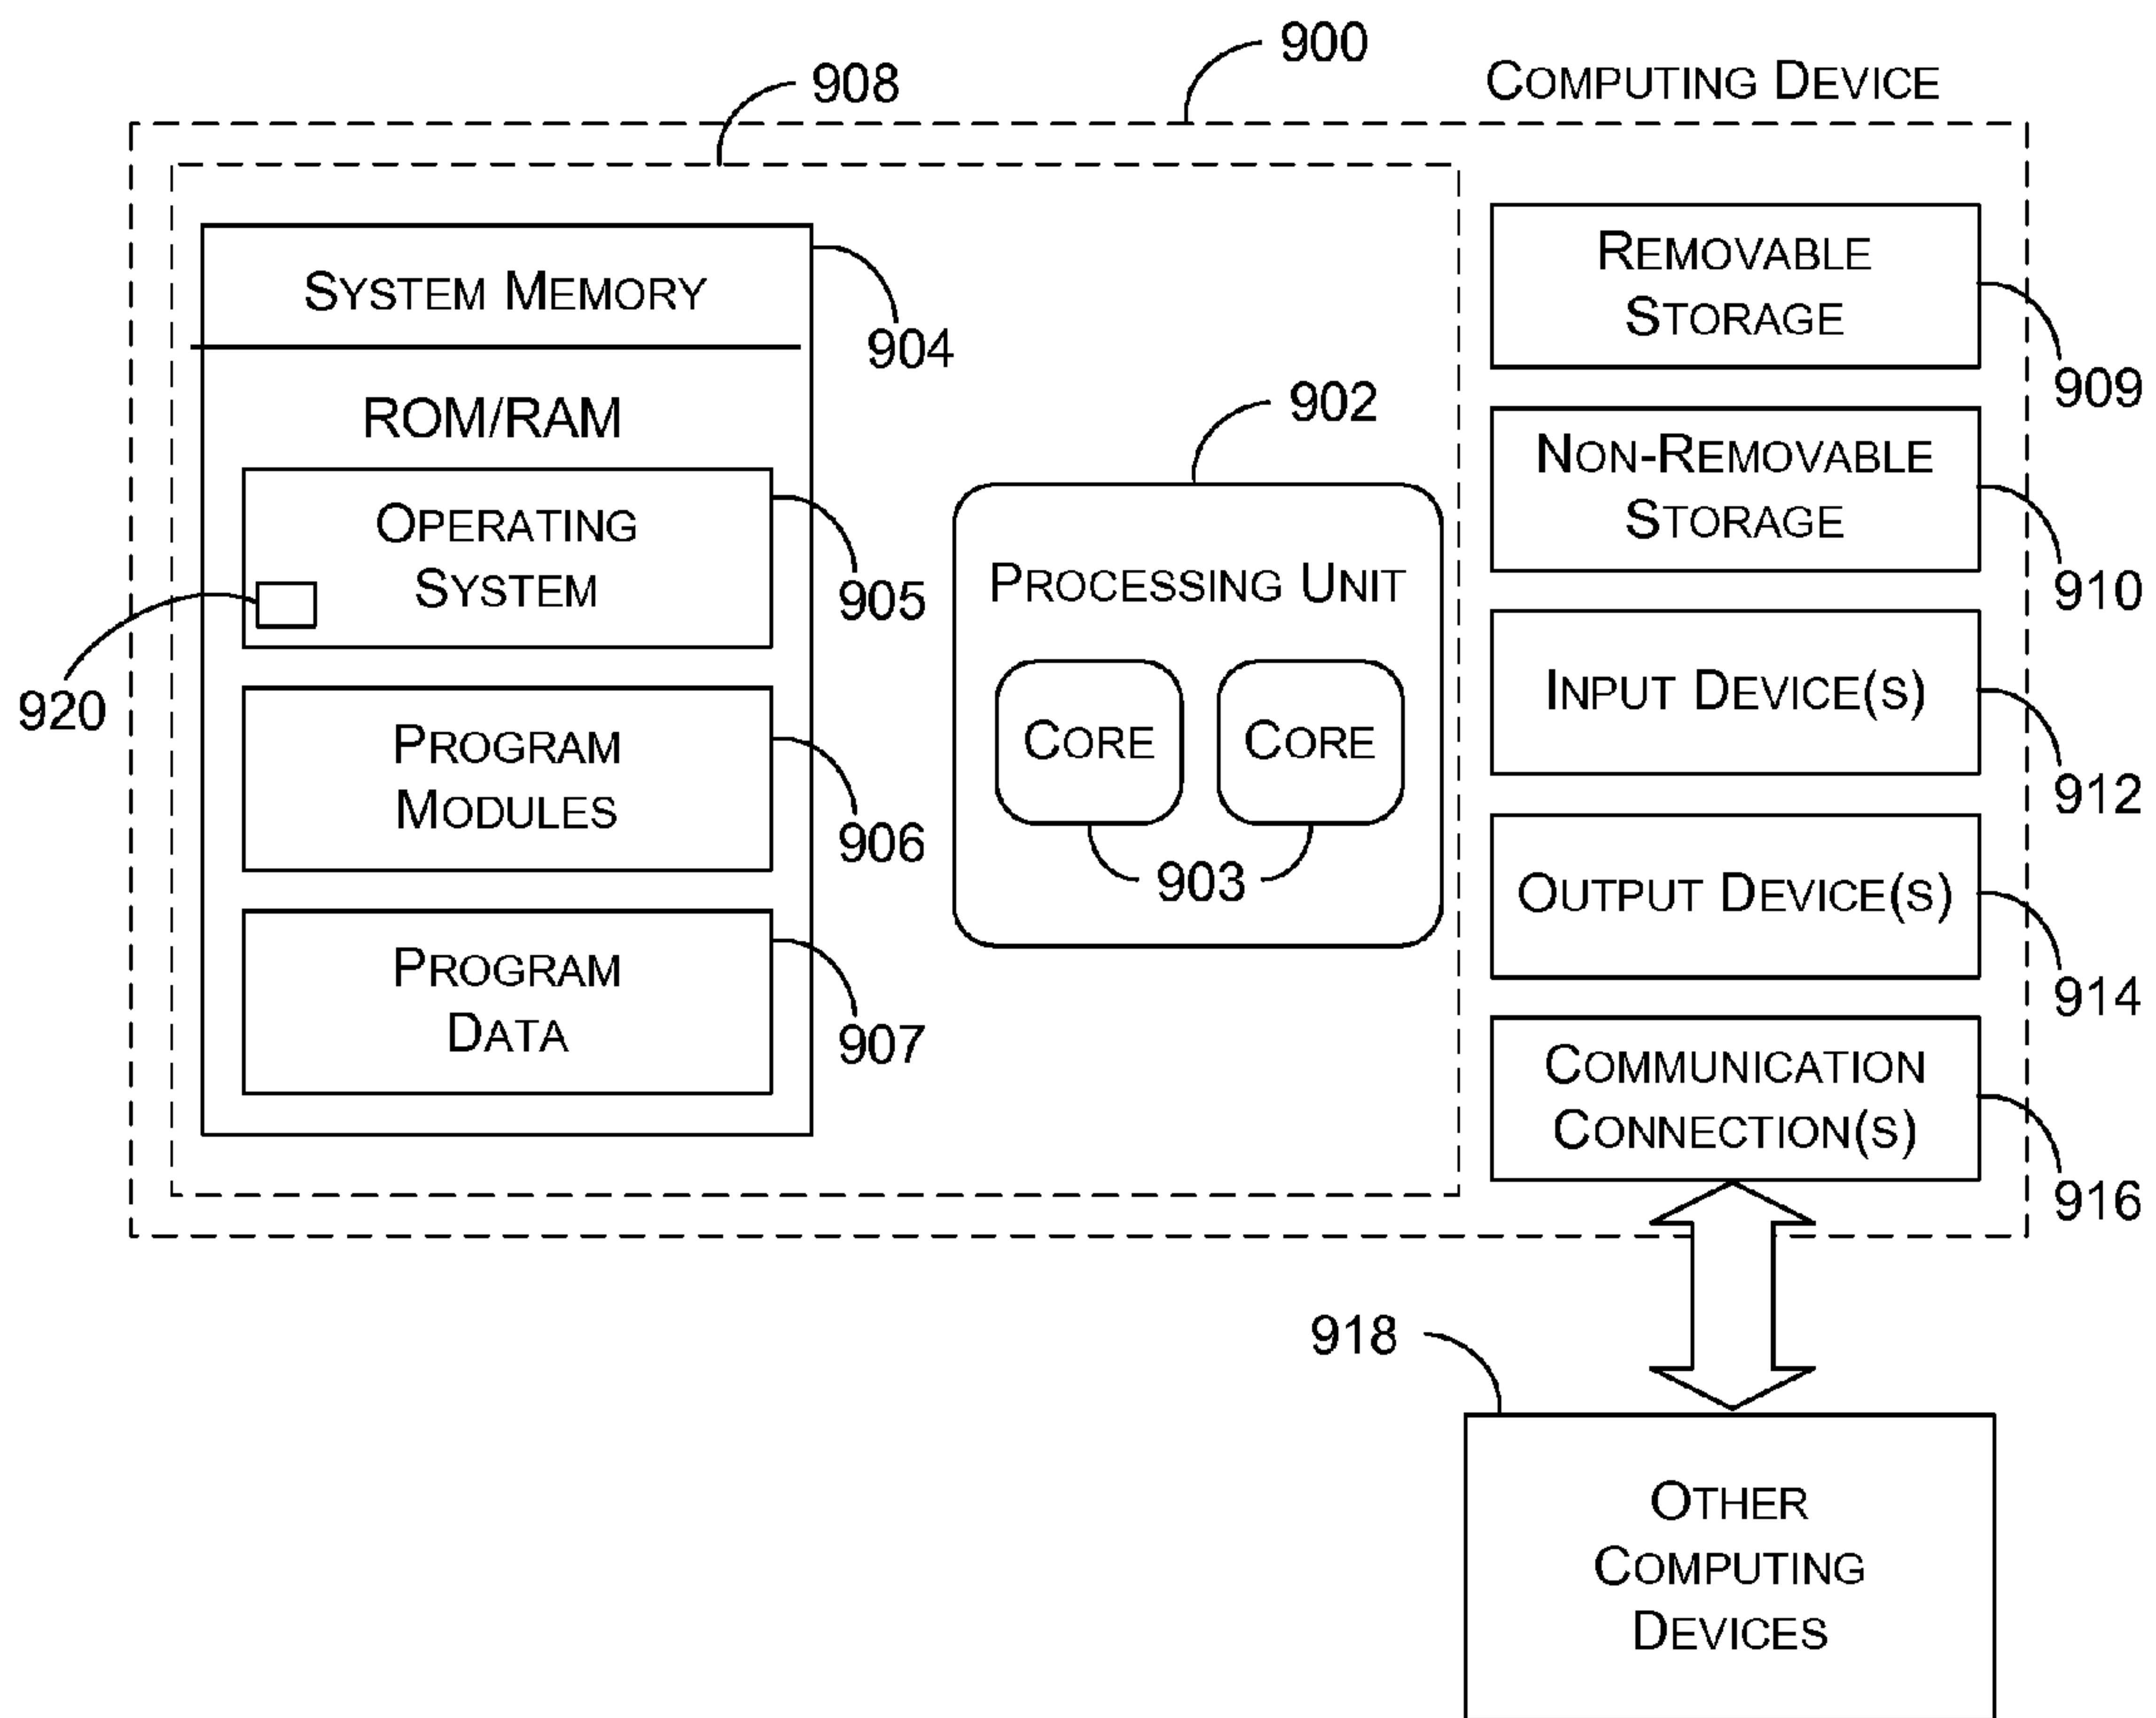 900
COMPUTING DEVICE
908
SYSTEM MEMORY
904
ROM/RAM
OPERATING
SYSTEM
905
920
PROGRAM
MODULES
906
PROGRAM
DATA
907
902
PROCESSING UNIT
CORE
CORE
903
REMOVABLE
STORAGE
909
NON-REMOVABLE
STORAGE
910
INPUT DEVICE(S)
912
OUTPUT DEVICE(S)
914
COMMUNICATION
CONNECTION(S)
916
918
OTHER
COMPUTING
DEVICES